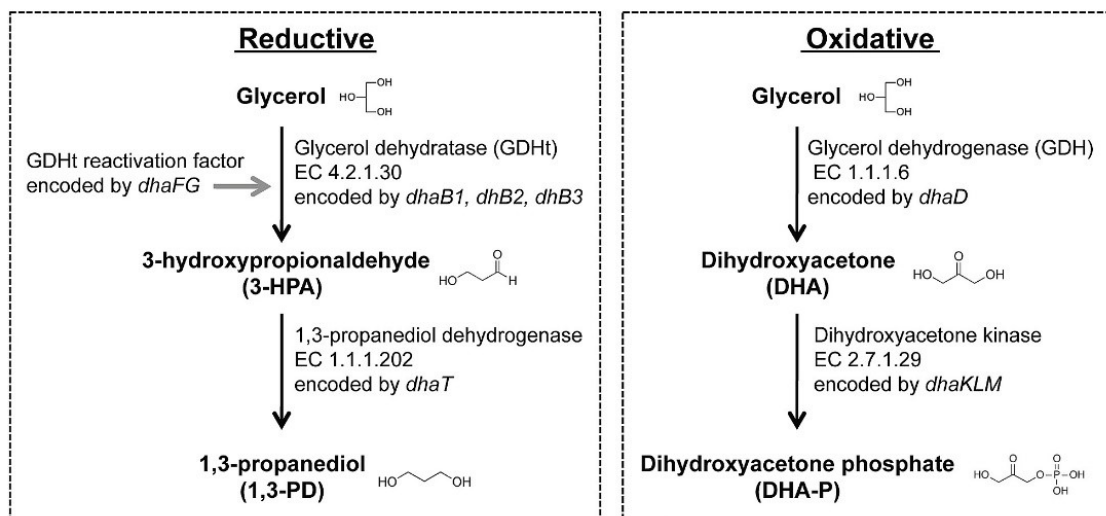 Reductive
Glycerol
HO
OH
OH
GDHt reactivation factor
encoded by dhaFG
Glycerol dehydratase (GDHt)
EC 4.2.1.30
encoded by dhaB1, dhB2, dhB3
3-hydroxypropionaldehyde
(3-HPA)
HO
O
H
1,3-propanediol dehydrogenase
EC 1.1.1.202
encoded by dhaT
1,3-propanediol
(1,3-PD)
HO
OH
Oxidative
Glycerol
HO
OH
OH
Glycerol dehydrogenase (GDH)
EC 1.1.1.6
encoded by dhaD
Dihydroxyacetone
(DHA)
HO
O
OH
Dihydroxyacetone kinase
EC 2.7.1.29
encoded by dhaKLM
Dihydroxyacetone phosphate
(DHA-P)
HO
O
O
O
P
OH
OH